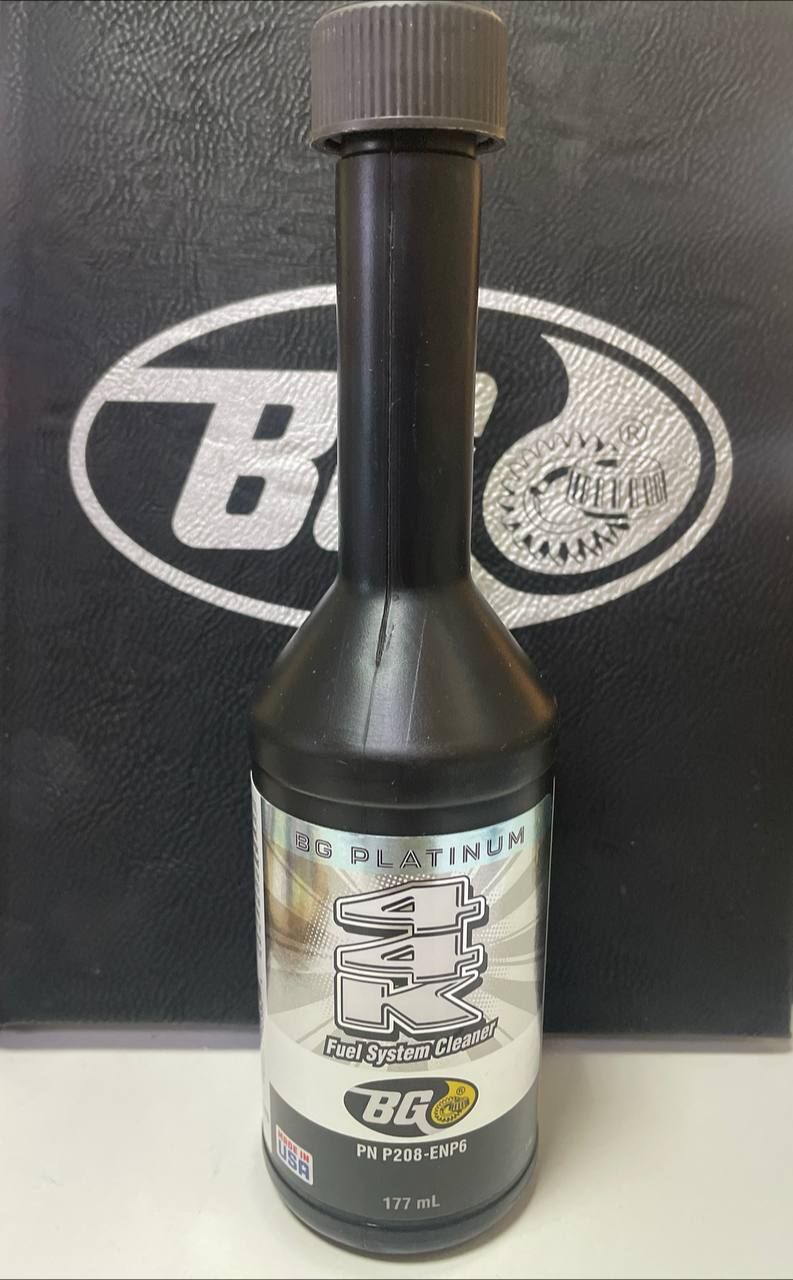 BG
®
BG PLATINUM
44K
Fuel System Cleaner
BG
®
PN P208-ENP6
MADE IN
USA
177 mL